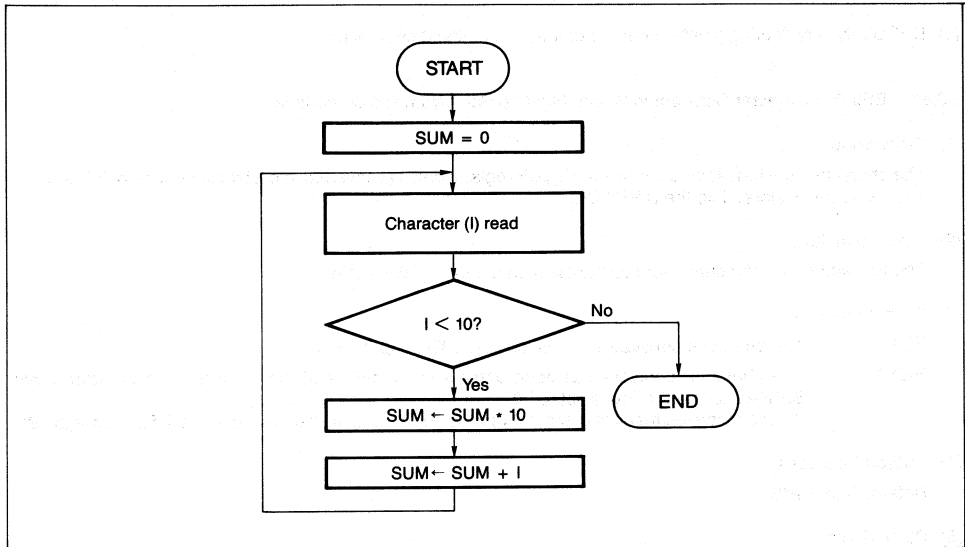 START
SUM = 0
Character (I) read
I < 10?
No
Yes
END
SUM ← SUM * 10
SUM ← SUM + I